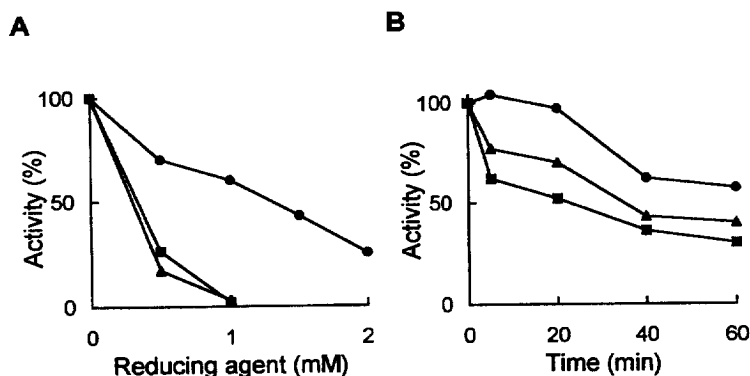 A
100
50
0
Activity (%)
0 1 2
Reducing agent (mM)
B
100
50
0
Activity (%)
0 20 40 60
Time (min)